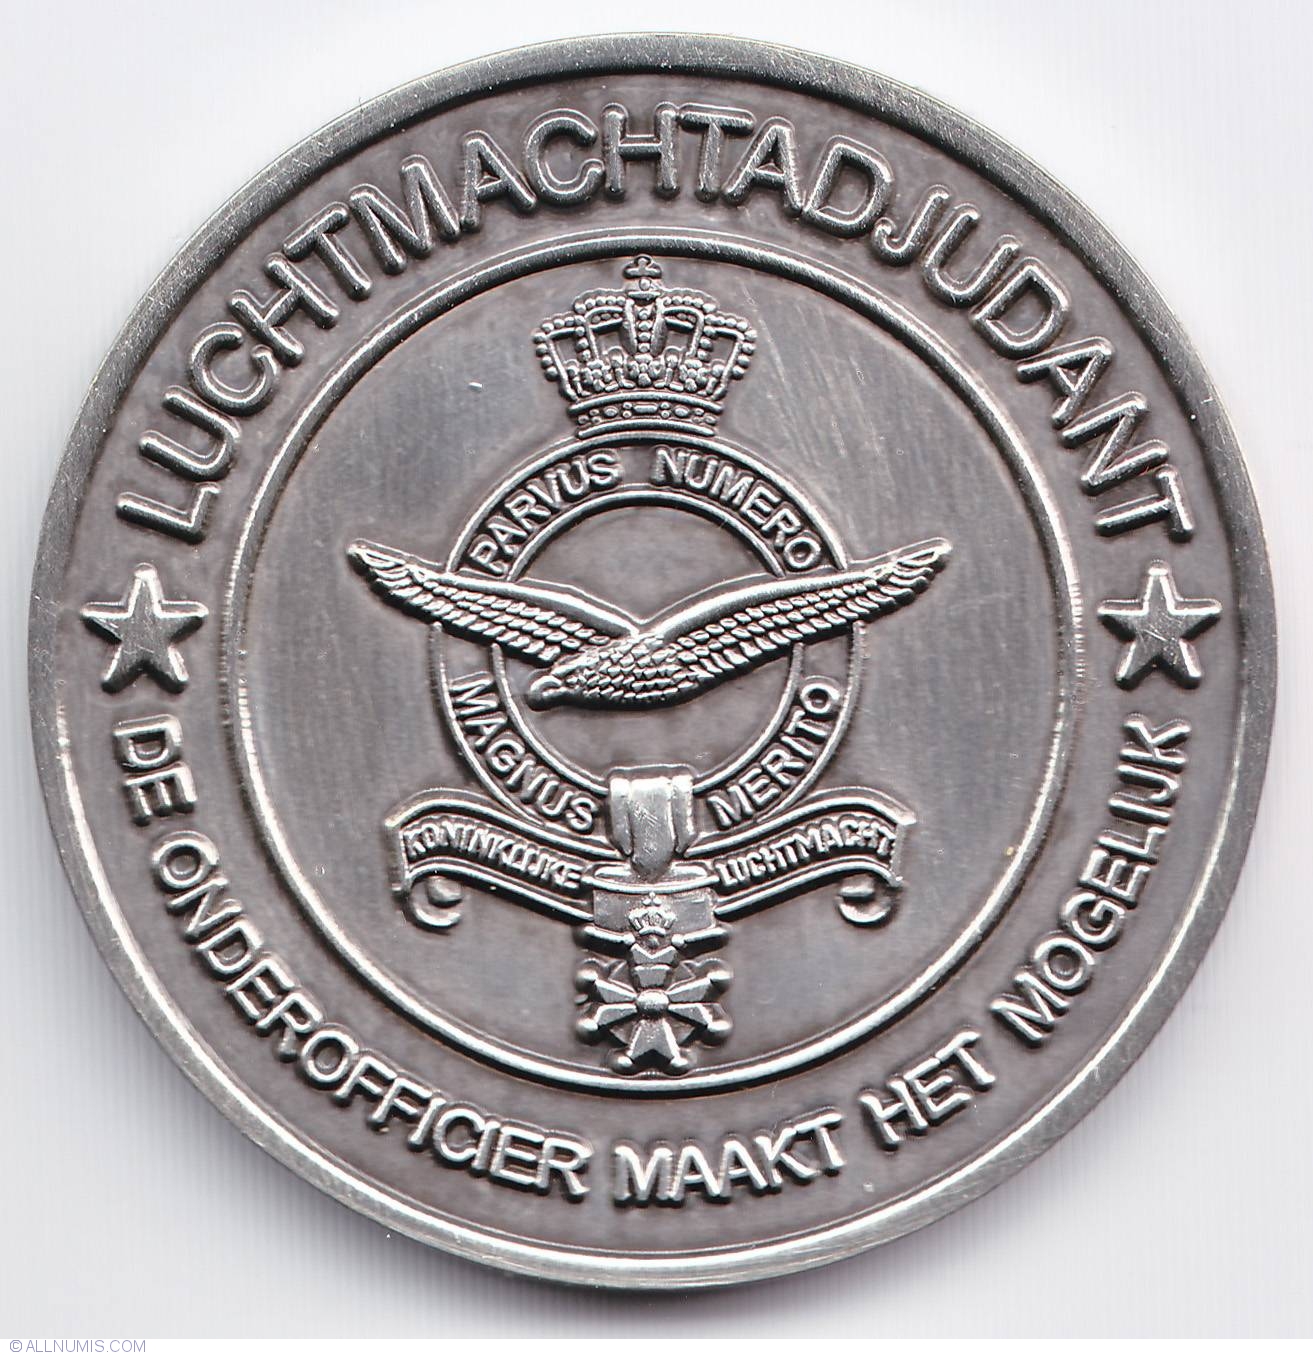 LUCHTMACHTADJUDANT
PARVUS NUMERO
MAGNUS MERITO
KONINKLIJKE LUCHTMACHT
DE ONDEROFFICIER MAAKT HET MOGELIJK
© ALLNUMIS.COM